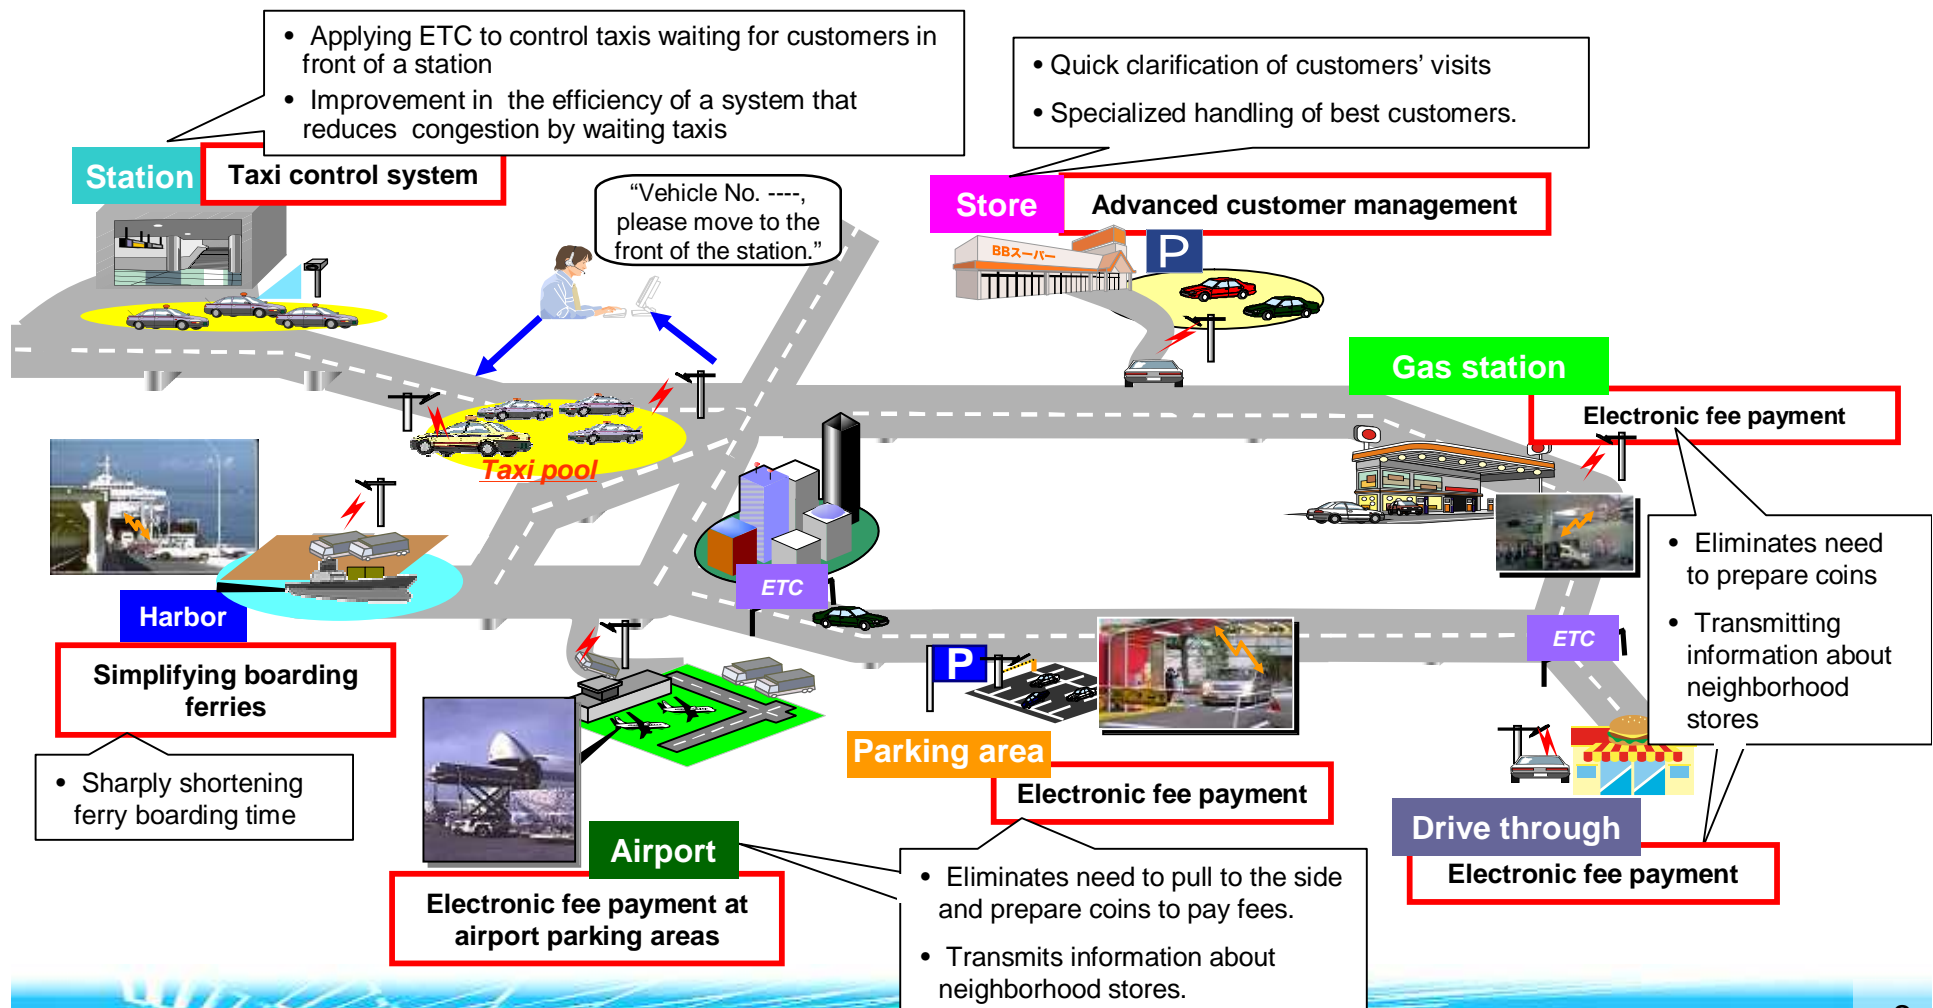 • Applying ETC to control taxis waiting for customers in
front of a station
• Improvement in the efficiency of a system that
reduces congestion by waiting taxis
• Quick clarification of customers’ visits
• Specialized handling of best customers.
Station
Taxi control system
“Vehicle No. ----,
please move to the
front of the station.”
Store
Advanced customer management
BBスーパー
P
Gas station
Electronic fee payment
Taxi pool
• Eliminates need
to prepare coins
• Transmitting
information about
neighborhood
stores
ETC
ETC
Harbor
Simplifying boarding
ferries
• Sharply shortening
ferry boarding time
P
Parking area
Electronic fee payment
Airport
Electronic fee payment at
airport parking areas
• Eliminates need to pull to the side
and prepare coins to pay fees.
• Transmits information about
neighborhood stores.
Drive through
Electronic fee payment